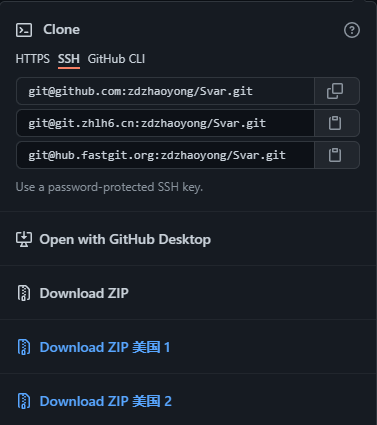 Clone
HTTPS SSH GitHub CLI
git@github.com:zdzhaoyong/Svar.git
git@git.zhlh6.cn:zdzhaoyong/Svar.git
git@hub.fastgit.org:zdzhaoyong/Svar.git
Use a password-protected SSH key.
Open with GitHub Desktop
Download ZIP
Download ZIP 美国 1
Download ZIP 美国 2